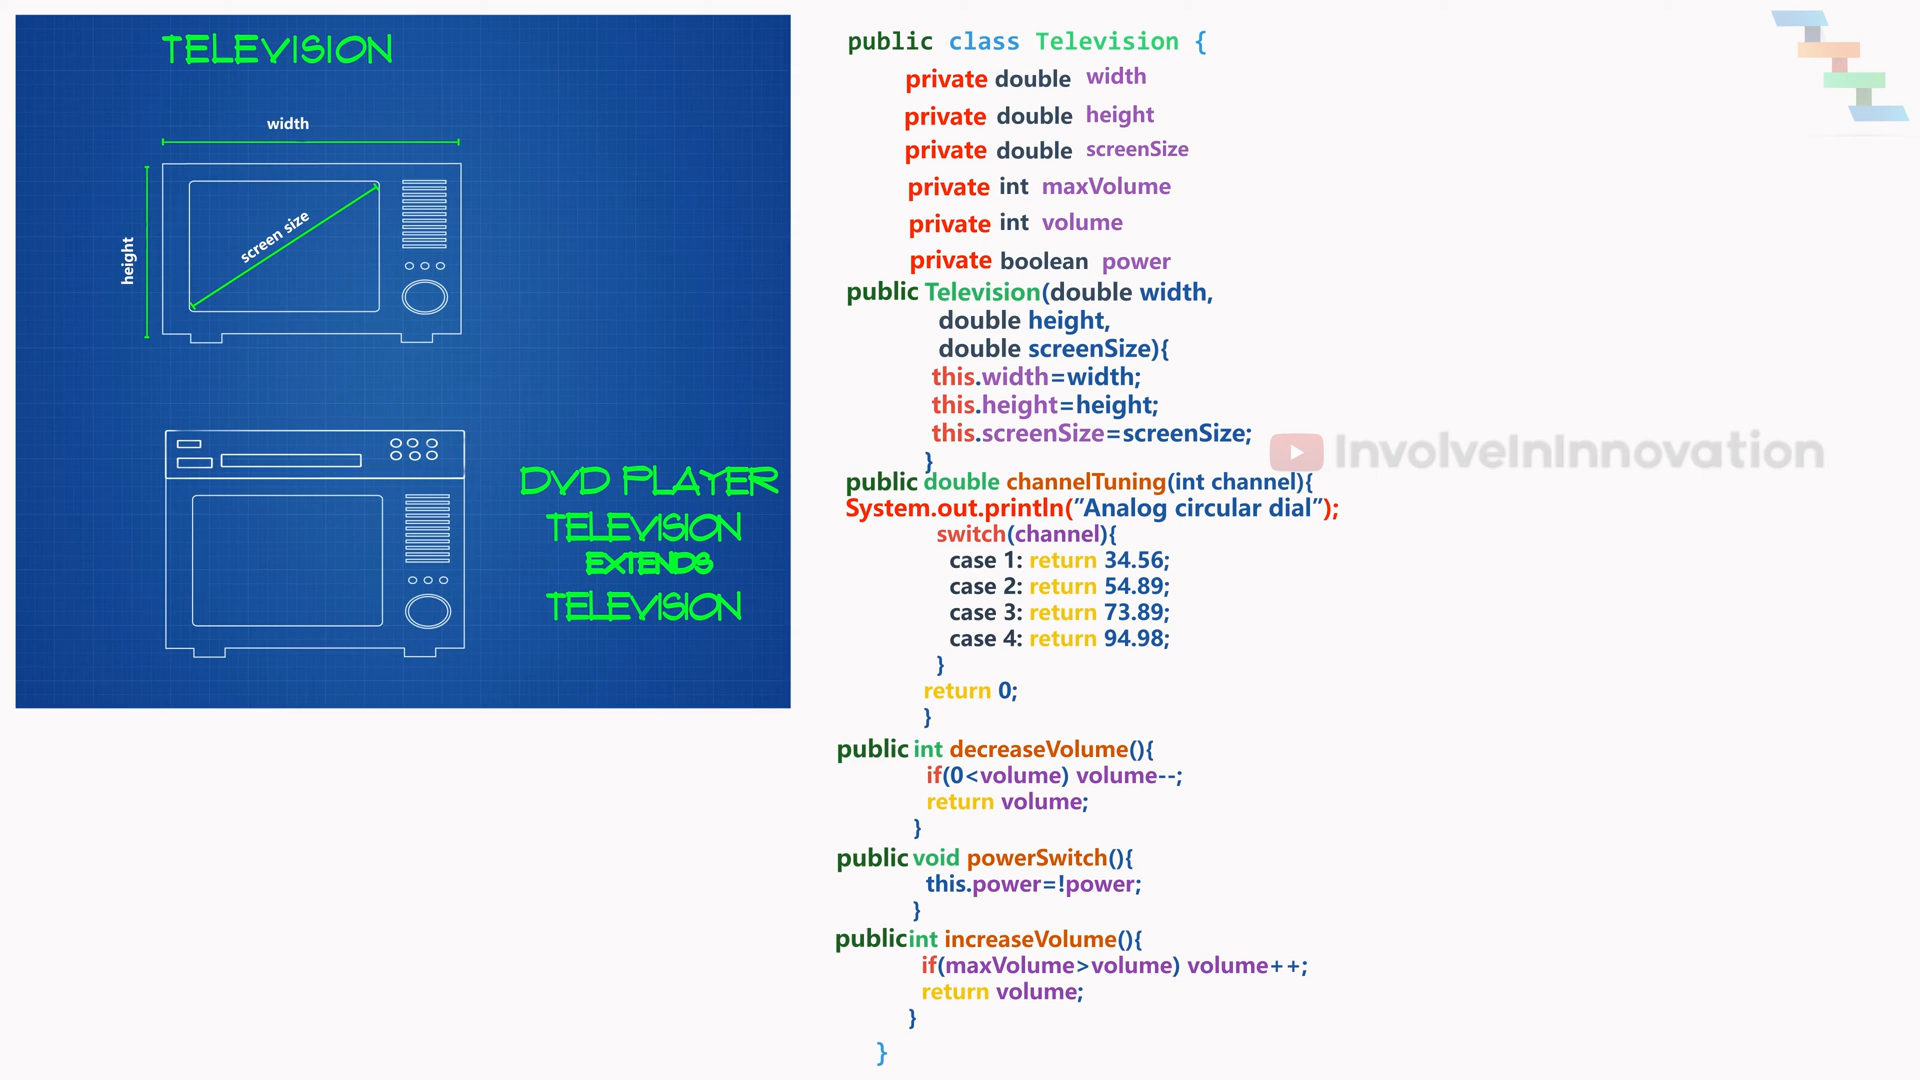 TELEVISION
width
height
screen size
DVD PLAYER
TELEVISION
EXTENDS
TELEVISION
public class Television {
private double width
private double height
private double screenSize
private int maxVolume
private int volume
private boolean power
public Television(double width,
double height,
double screenSize){
this.width=width;
this.height=height;
this.screenSize=screenSize;
}
public double channelTuning(int channel){
System.out.println(”Analog circular dial”);
switch(channel){
case 1: return 34.56;
case 2: return 54.89;
case 3: return 73.89;
case 4: return 94.98;
}
return 0;
}
public int decreaseVolume(){
if(0<volume) volume--;
return volume;
}
public void powerSwitch(){
this.power=!power;
}
public int increaseVolume(){
if(maxVolume>volume) volume++;
return volume;
}
}
InvolveInInnovation